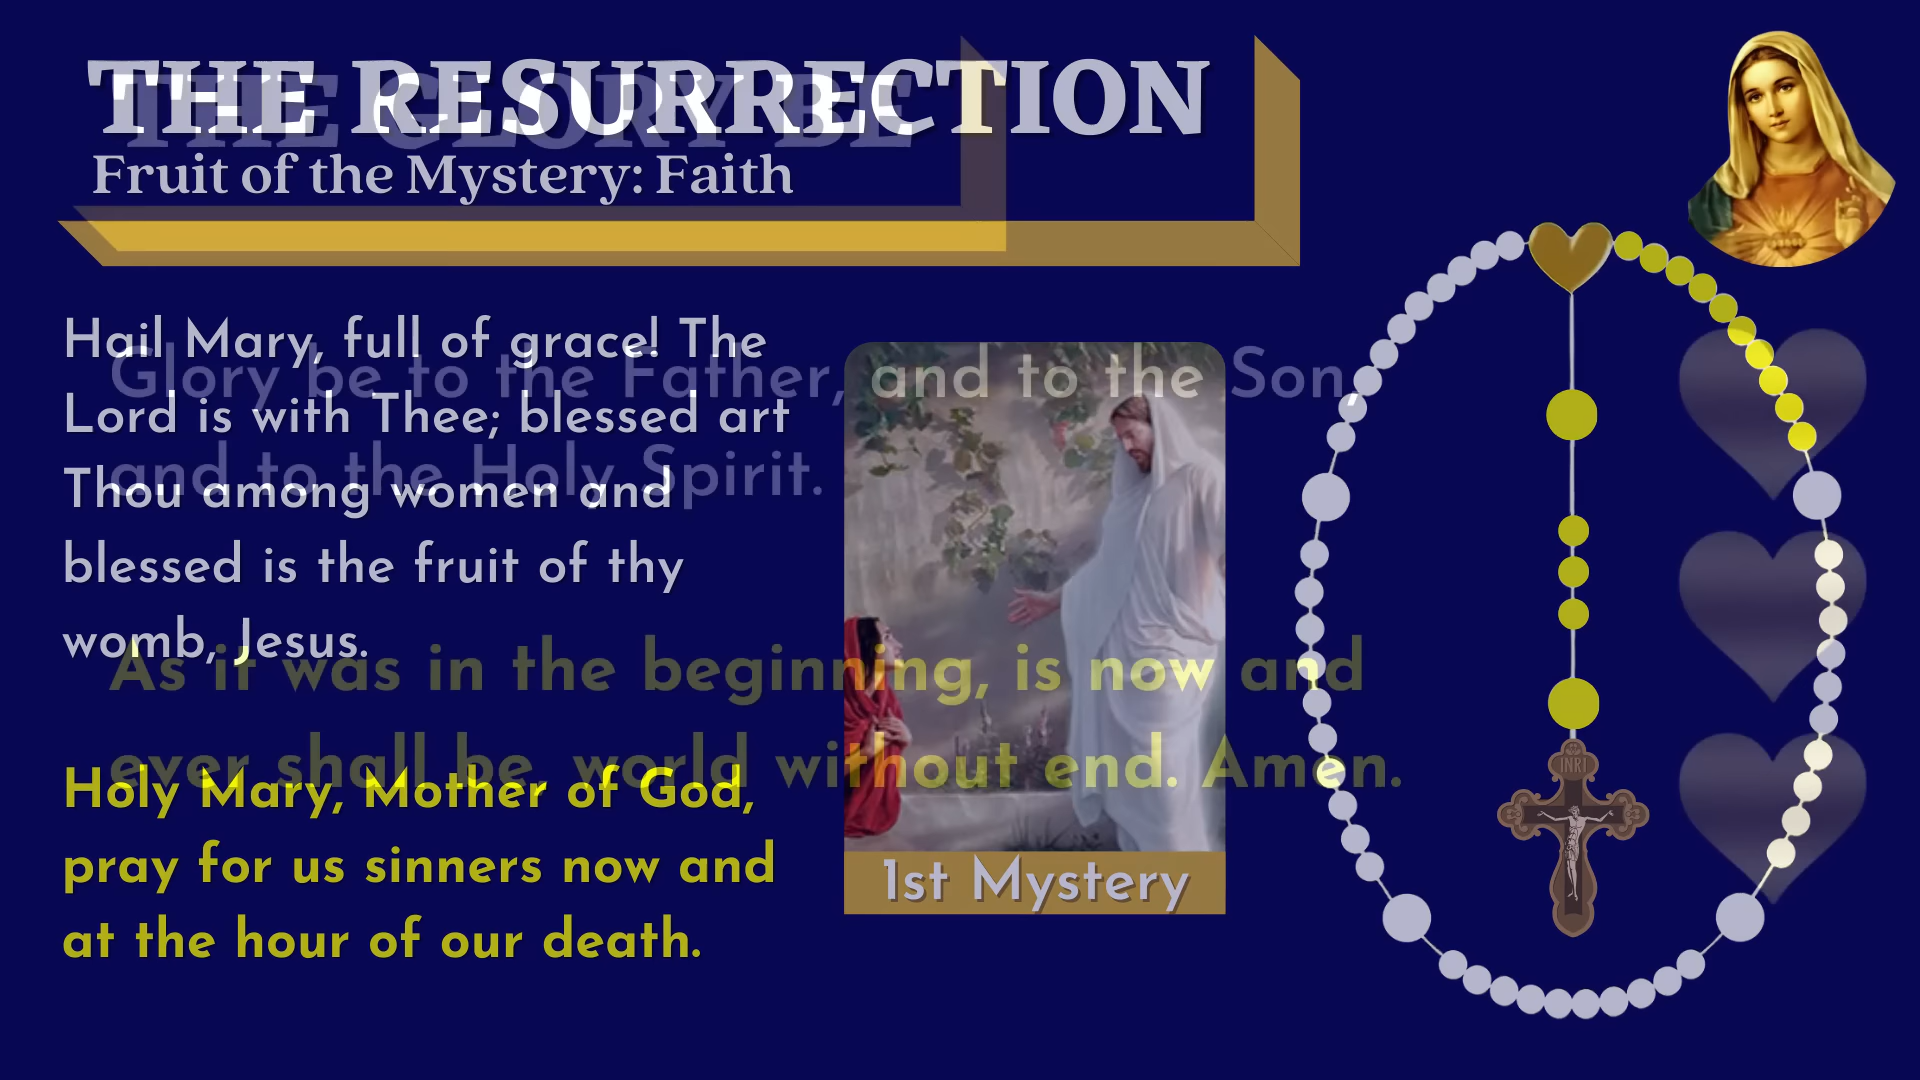 THE RESURRECTION
THE GLORY BE
Fruit of the Mystery: Faith
Hail Mary, full of grace! The
Lord is with Thee; blessed art
Thou among women and
blessed is the fruit of thy
womb, Jesus.
Holy Mary, Mother of God,
pray for us sinners now and
at the hour of our death.
Glory be to the Father, and to the Son,
and to the Holy Spirit.
As it was in the beginning, is now and
ever shall be, world without end. Amen.
1st Mystery
INRI